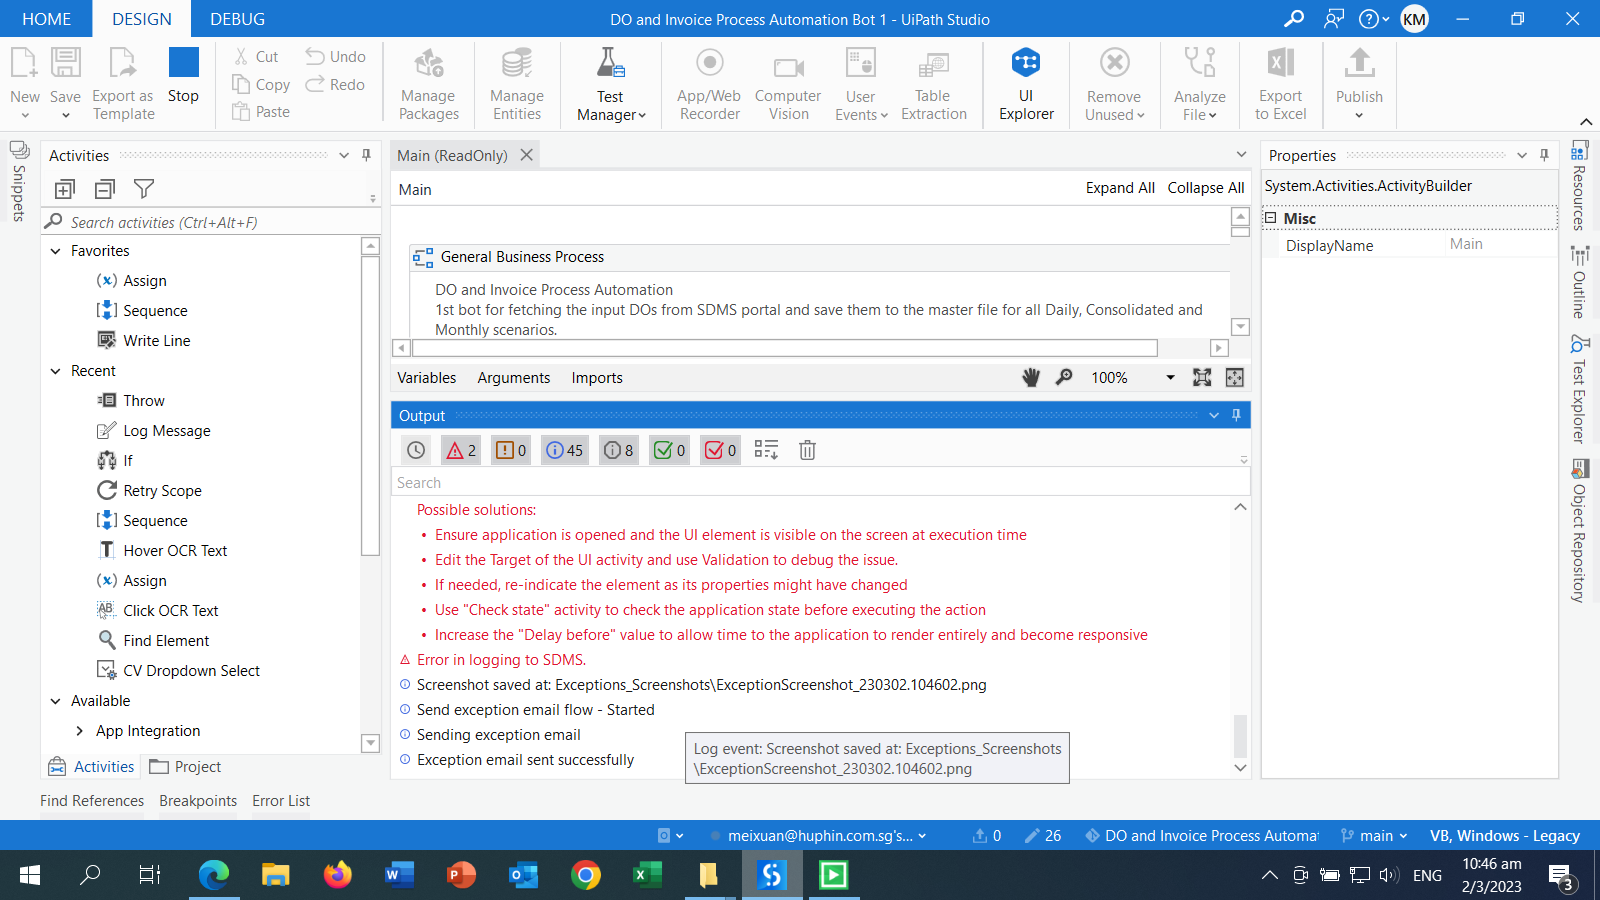 HOME
DESIGN
DEBUG
DO and Invoice Process Automation Bot 1 - UiPath Studio
KM
New
Save
Export as
Template
Stop
Cut
Copy
Paste
Undo
Redo
Manage
Packages
Manage
Entities
Test
Manager
App/Web
Recorder
Computer
Vision
User
Events
Table
Extraction
UI
Explorer
Remove
Unused
Analyze
File
Export
to Excel
Publish
Snippets
Activities
Search activities (Ctrl+Alt+F)
Favorites
Assign
Sequence
Write Line
Recent
Throw
Log Message
If
Retry Scope
Sequence
Hover OCR Text
Assign
Click OCR Text
Find Element
CV Dropdown Select
Available
App Integration
Activities
Project
Find References
Breakpoints
Error List
Main (ReadOnly)
Main
Expand All
Collapse All
General Business Process
DO and Invoice Process Automation
1st bot for fetching the input DOs from SDMS portal and save them to the master file for all Daily, Consolidated and
Monthly scenarios.
Variables
Arguments
Imports
100%
Output
2
0
45
8
0
0
Search
Possible solutions:
• Ensure application is opened and the UI element is visible on the screen at execution time
• Edit the Target of the UI activity and use Validation to debug the issue.
• If needed, re-indicate the element as its properties might have changed
• Use "Check state" activity to check the application state before executing the action
• Increase the "Delay before" value to allow time to the application to render entirely and become responsive
Error in logging to SDMS.
Screenshot saved at: Exceptions_Screenshots\ExceptionScreenshot_230302.104602.png
Send exception email flow - Started
Sending exception email
Exception email sent successfully
Log event: Screenshot saved at: Exceptions_Screenshots
\ExceptionScreenshot_230302.104602.png
Properties
System.Activities.ActivityBuilder
Misc
DisplayName
Main
Resources
Outline
Test Explorer
Object Repository
meixuan@huphin.com.sg's...
0
26
DO and Invoice Process Automat
main
VB, Windows - Legacy
ENG
10:46 am
2/3/2023
3